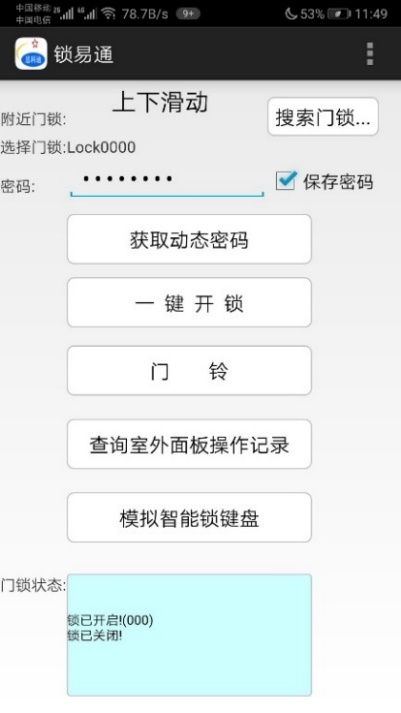 中国移动 2G 4G 78.7B/s 9+ 53% 11:49
中国电信
锁易通
上下滑动
附近门锁: 搜索门锁...
选择门锁:Lock0000
密码: •••••••• 保存密码
获取动态密码
一 键 开 锁
门 铃
查询室外面板操作记录
模拟智能锁键盘
门锁状态:
锁已开启!(000)
锁已关闭!